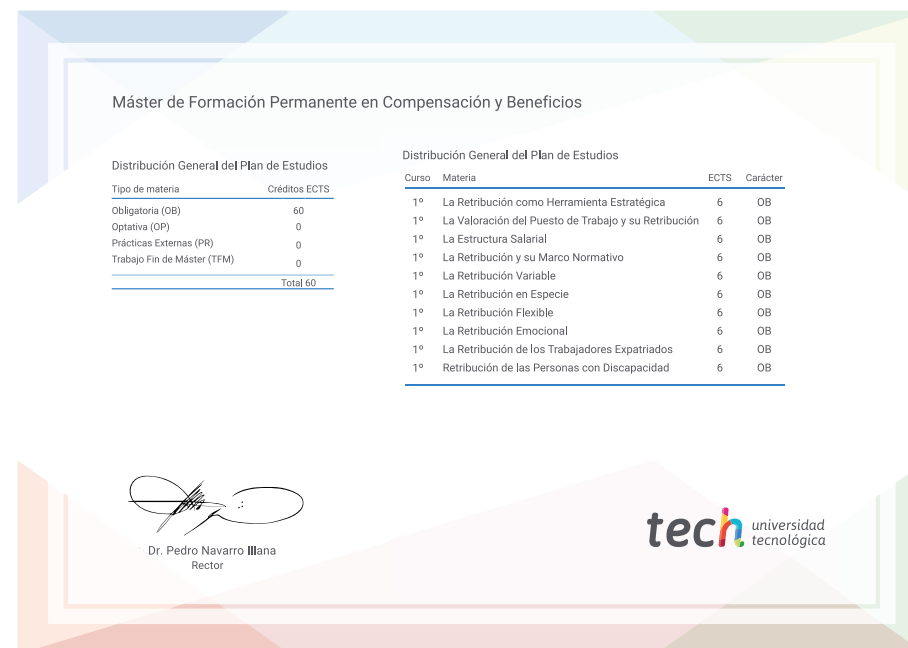 Máster de Formación Permanente en Compensación y Beneficios
Distribución General del Plan de Estudios
Tipo de materia Créditos ECTS
Obligatoria (OB) 60
Optativa (OP) 0
Prácticas Externas (PR) 0
Trabajo Fin de Máster (TFM) 0
Total 60
Distribución General del Plan de Estudios
Curso Materia ECTS Carácter
1º La Retribución como Herramienta Estratégica 6 OB
1º La Valoración del Puesto de Trabajo y su Retribución 6 OB
1º La Estructura Salarial 6 OB
1º La Retribución y su Marco Normativo 6 OB
1º La Retribución Variable 6 OB
1º La Retribución en Especie 6 OB
1º La Retribución Flexible 6 OB
1º La Retribución Emocional 6 OB
1º La Retribución de los Trabajadores Expatriados 6 OB
1º Retribución de las Personas con Discapacidad 6 OB
Dr. Pedro Navarro Illana
Rector
tech universidad
tecnológica